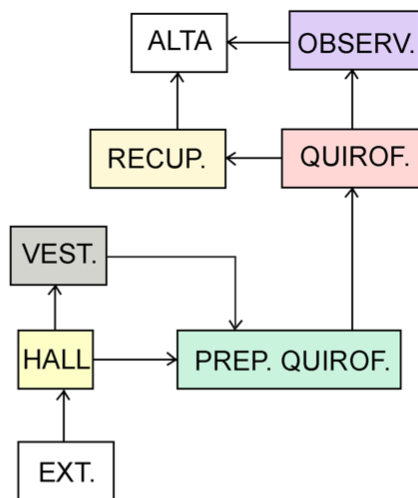 ALTA
OBSERV.
RECUP.
QUIROF.
VEST.
HALL
PREP. QUIROF.
EXT.